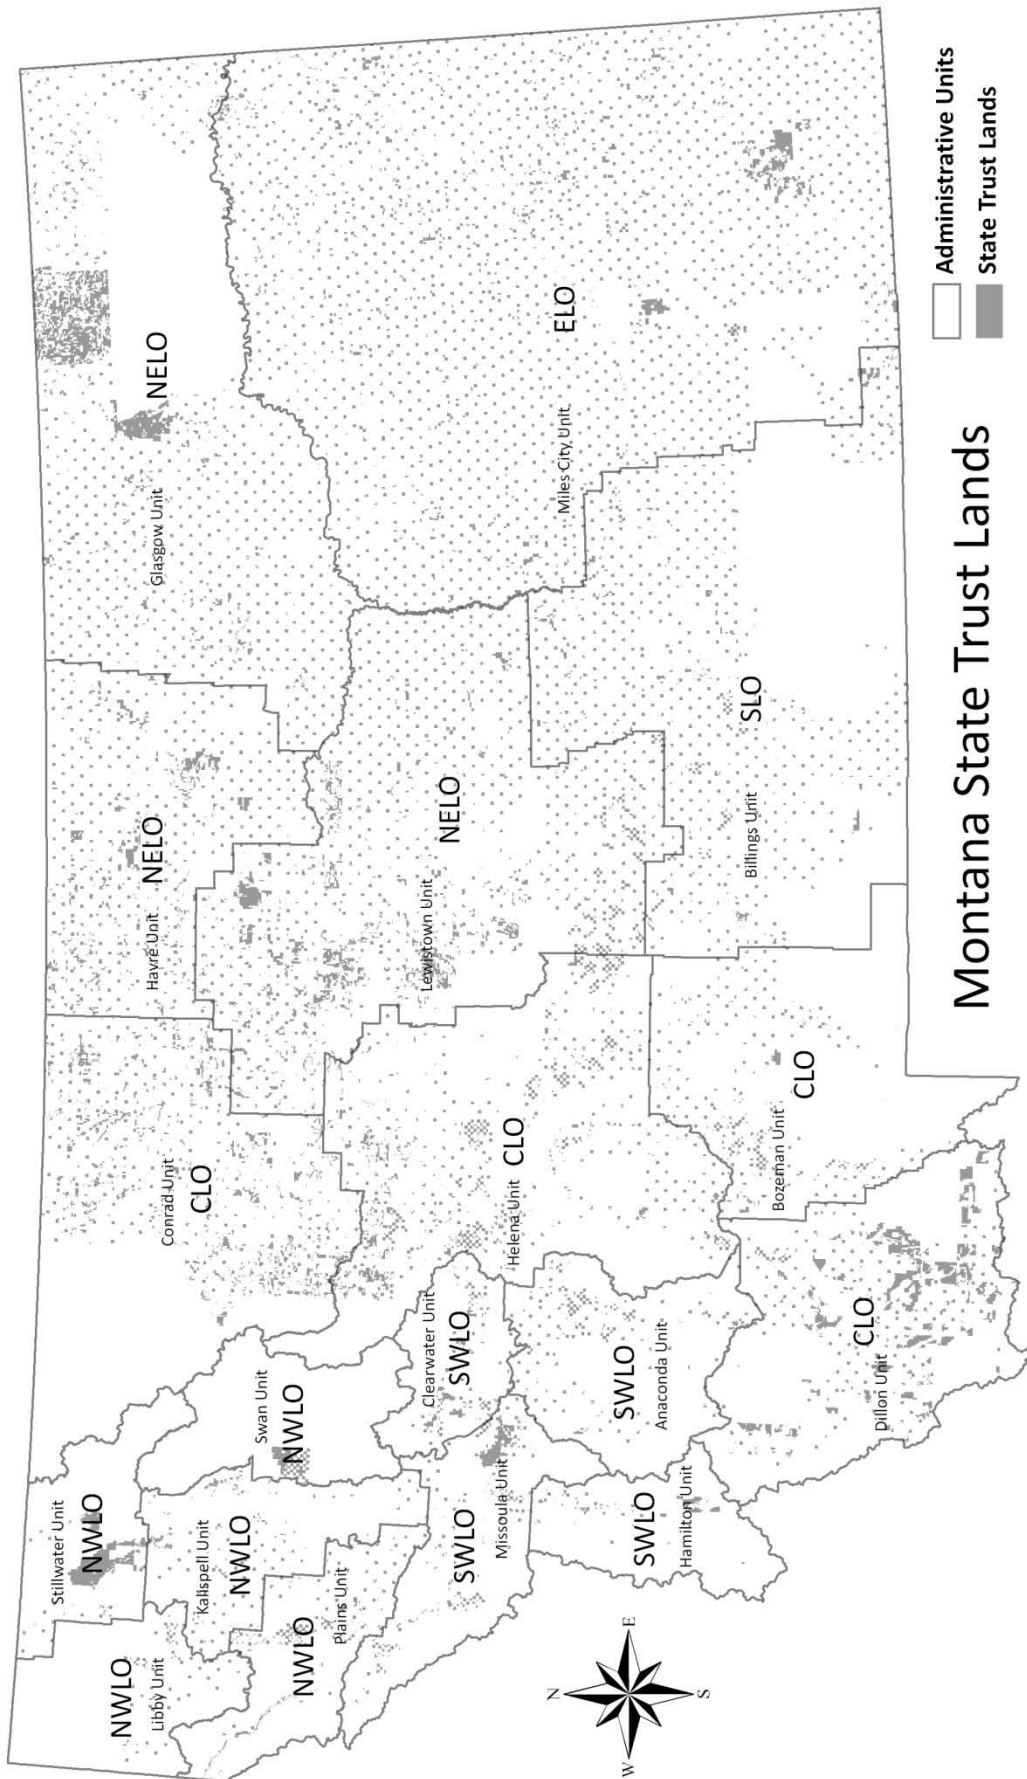 Stillwater Unit
NWLO
NWLO
Libby Unit
Kalispell Unit
NWLO
Swan Unit
NWLO
NWLO
Plains Unit
Conrad Unit
CLO
Havre Unit
NELO
Glasgow Unit
NELO
Clearwater Unit
SWLO
SWLO
Missoula Unit
Helena Unit
CLO
Lewistown Unit
NELO
Miles City Unit
ELO
SWLO
Anaconda Unit
SWLO
Hamilton Unit
Bozeman Unit
CLO
Billings Unit
SLO
CLO
Dillon Unit
N
W
E
S
Montana State Trust Lands
Administrative Units
State Trust Lands